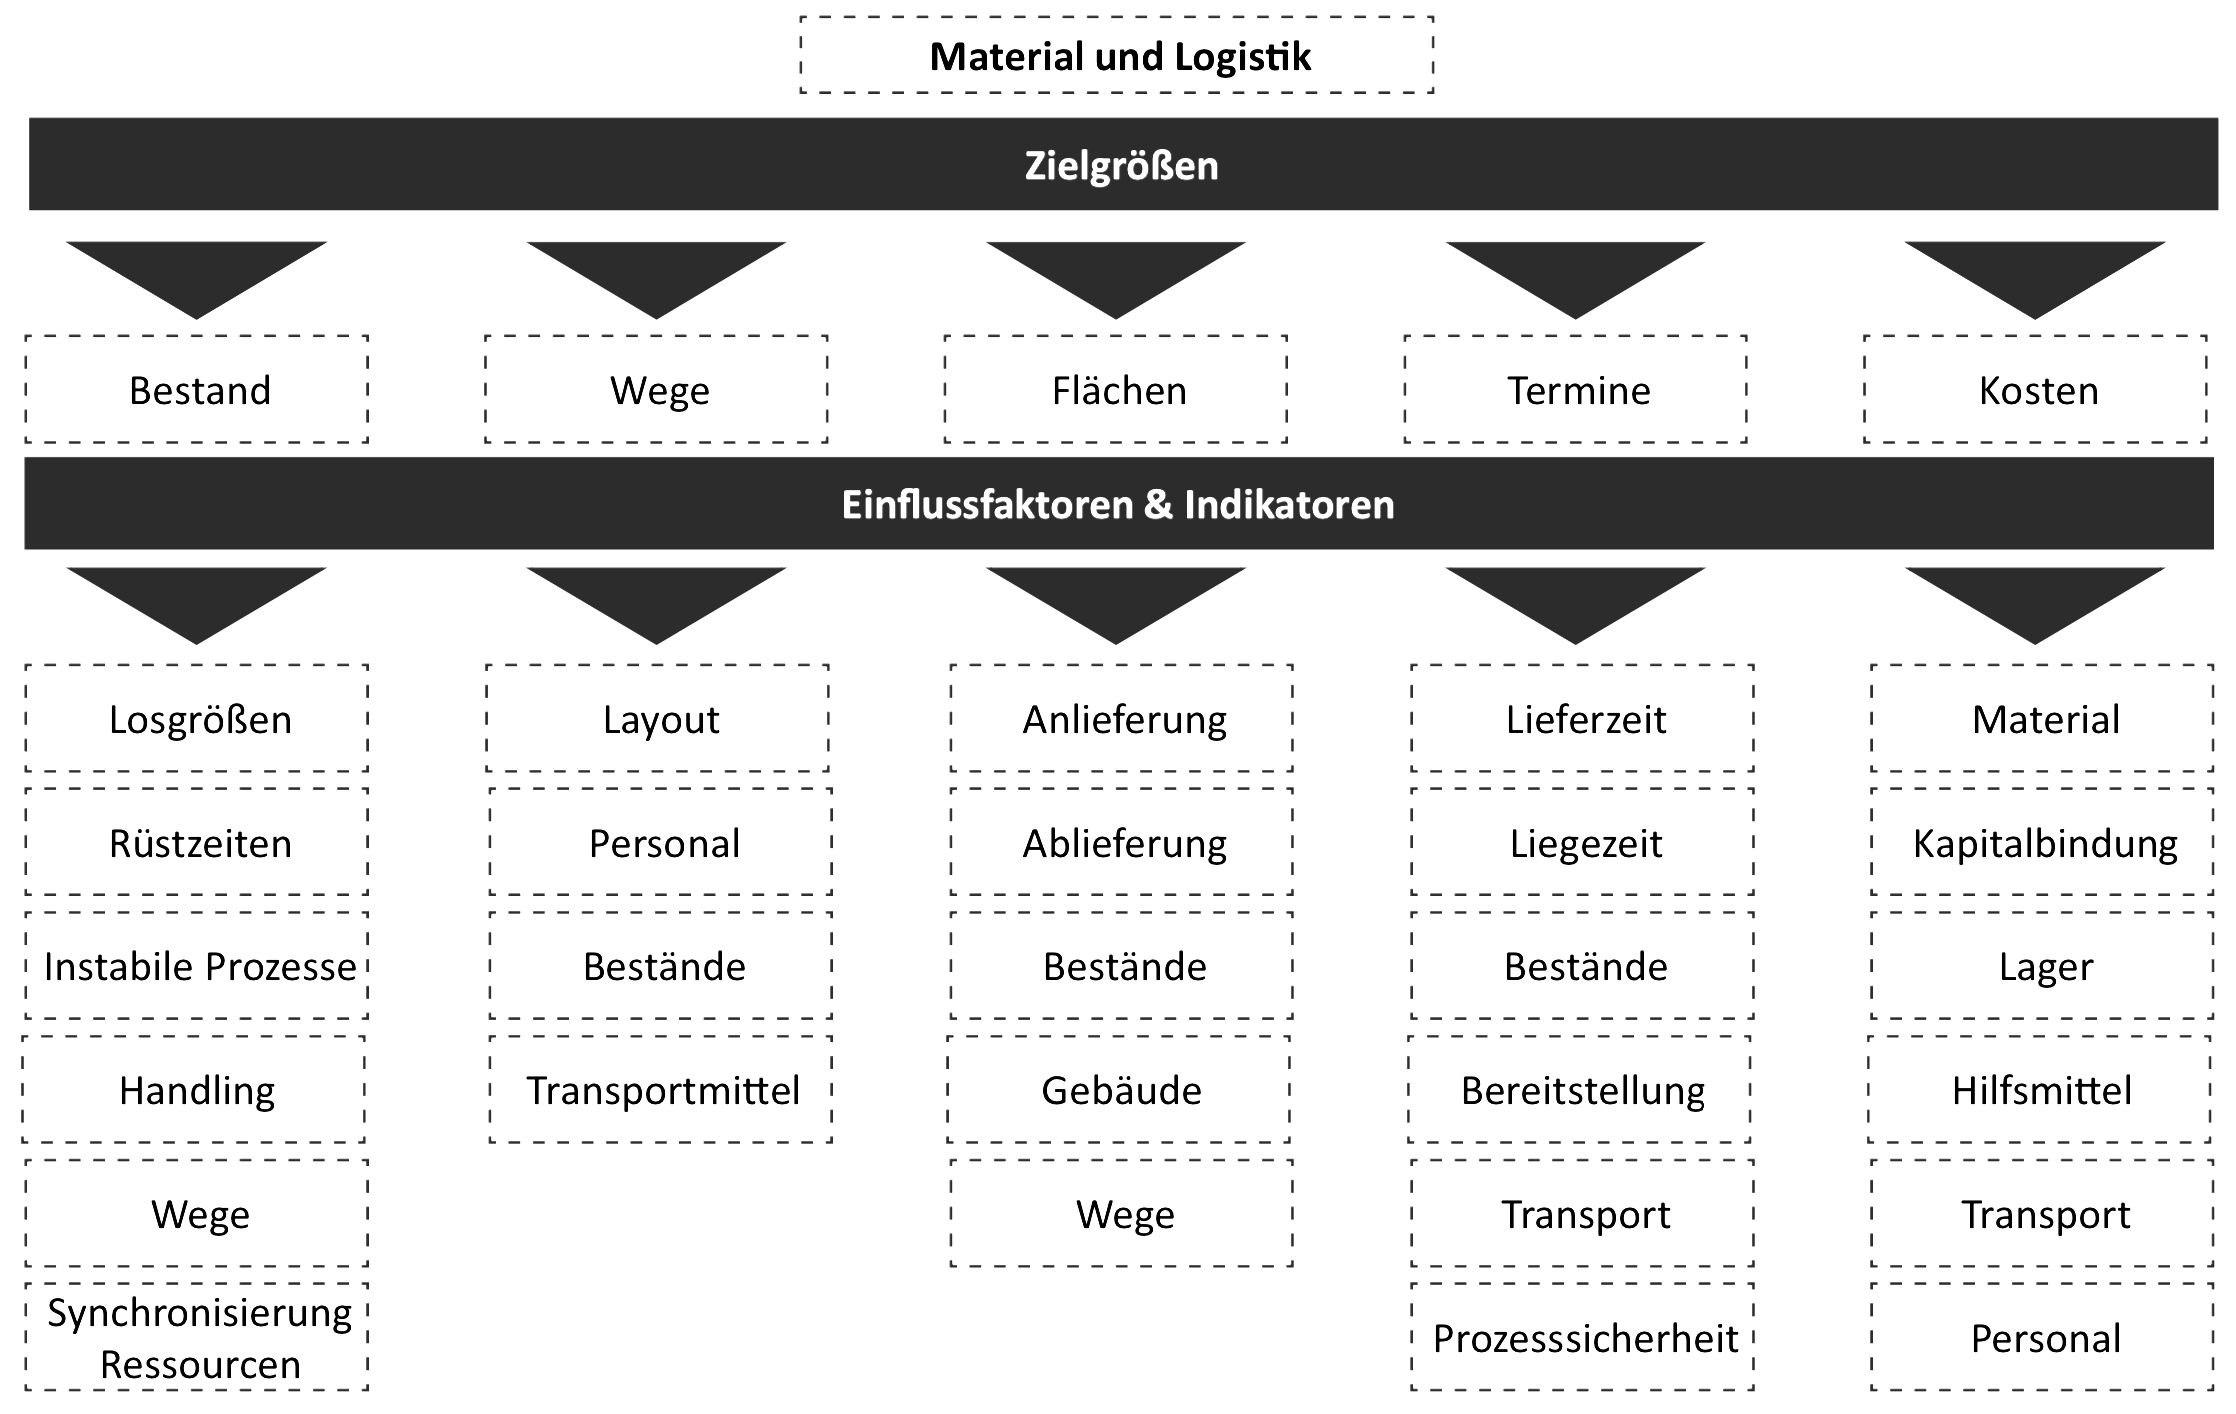 Material und Logistik
Zielgrößen
Bestand
Wege
Flächen
Termine
Kosten
Einflussfaktoren & Indikatoren
Losgrößen
Layout
Anlieferung
Lieferzeit
Material
Rüstzeiten
Personal
Ablieferung
Liegezeit
Kapitalbindung
Instabile Prozesse
Bestände
Bestände
Bestände
Lager
Handling
Transportmittel
Gebäude
Bereitstellung
Hilfsmittel
Wege
Wege
Transport
Transport
Synchronisierung
Ressourcen
Prozesssicherheit
Personal